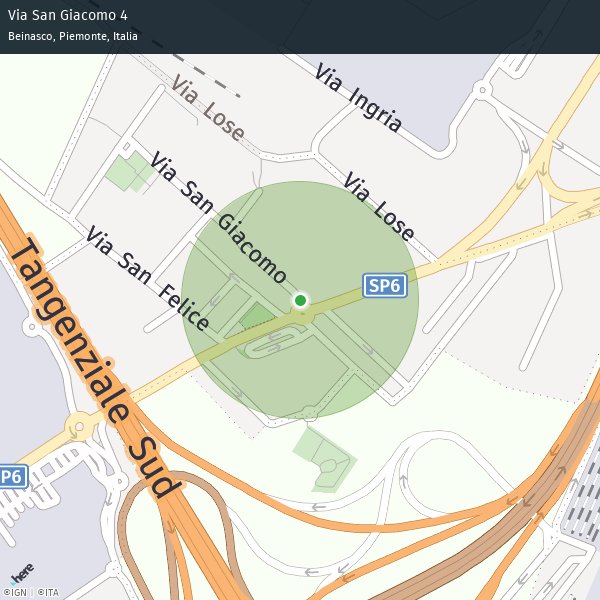 Via San Giacomo 4
Beinasco, Piemonte, Italia
Via Ingria
Via Lose
Via San Giacomo
Via Lose
Via San Felice
SP6
Tangenziale Sud
P6
here
©IGN | ©ITA